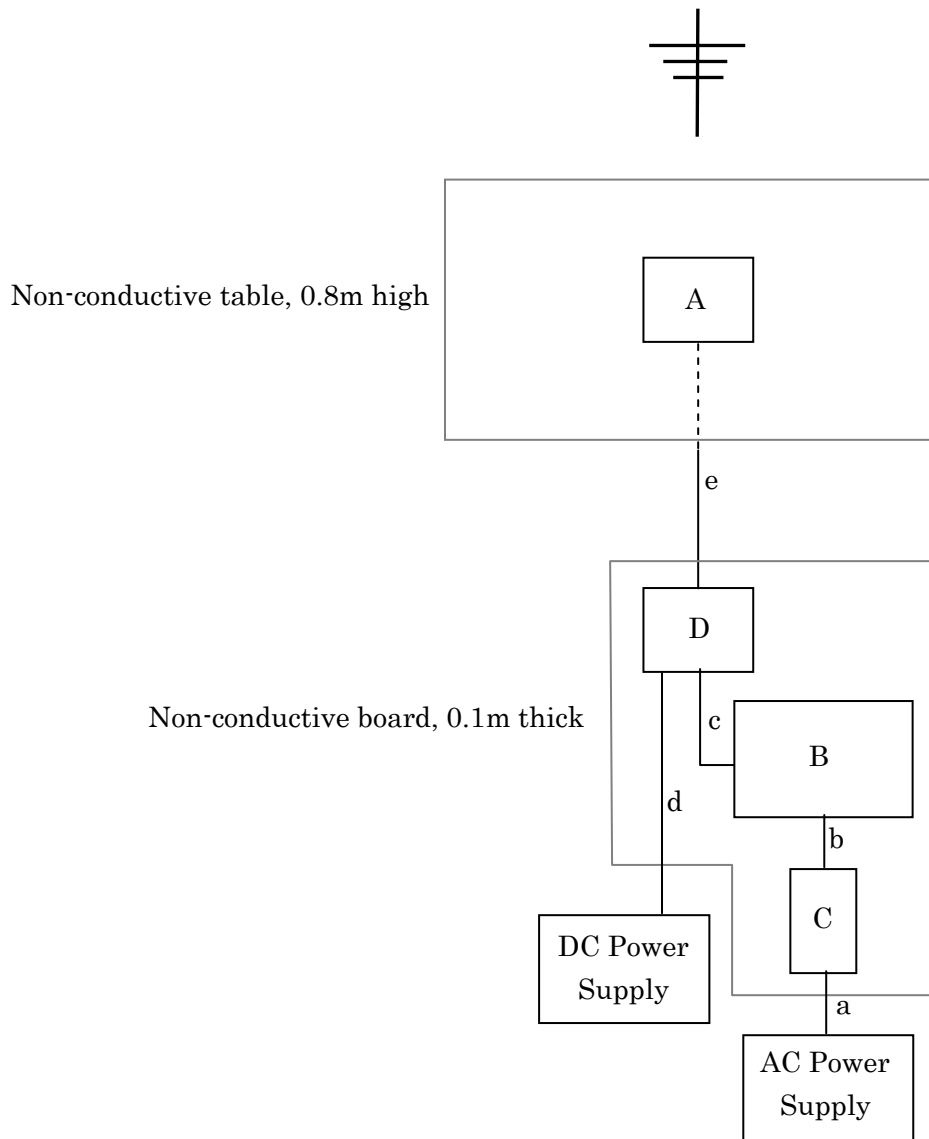 Non-conductive table, 0.8m high
A
e
D
Non-conductive board, 0.1m thick
c
B
d
b
C
DC Power
Supply
a
AC Power
Supply